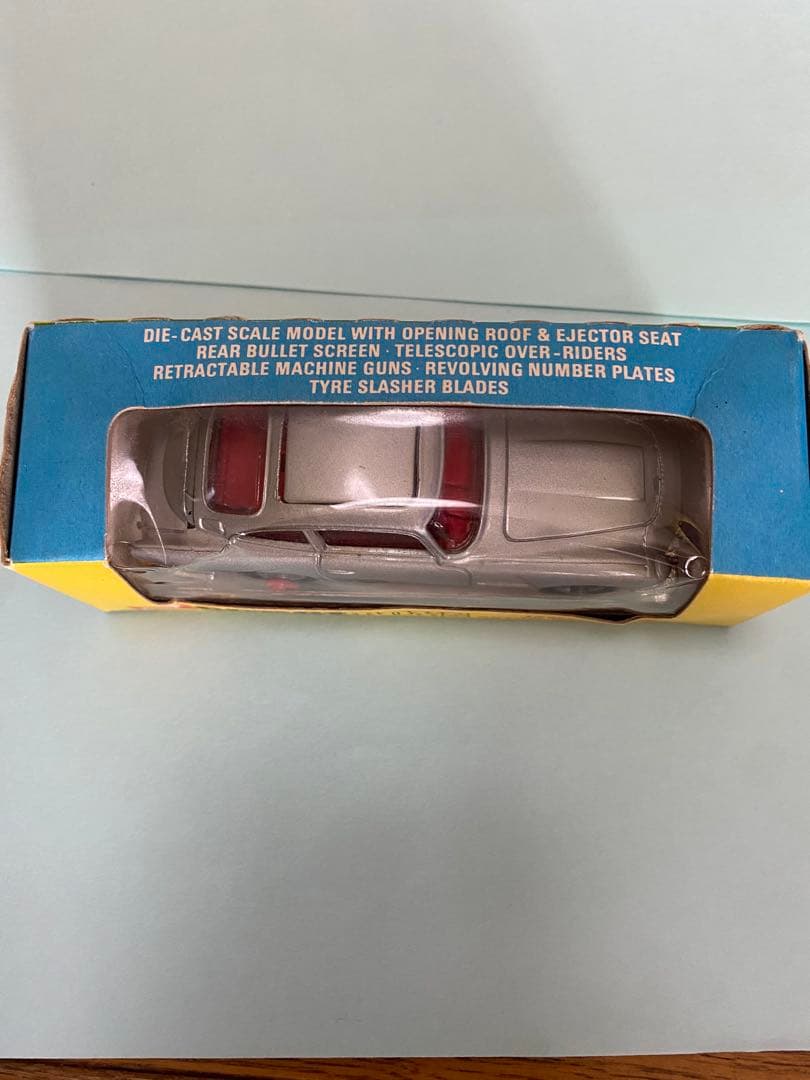 DIE-CAST SCALE MODEL WITH OPENING ROOF & EJECTOR SEAT
REAR BULLET SCREEN · TELESCOPIC OVER-RIDERS
RETRACTABLE MACHINE GUNS · REVOLVING NUMBER PLATES
TYRE SLASHER BLADES